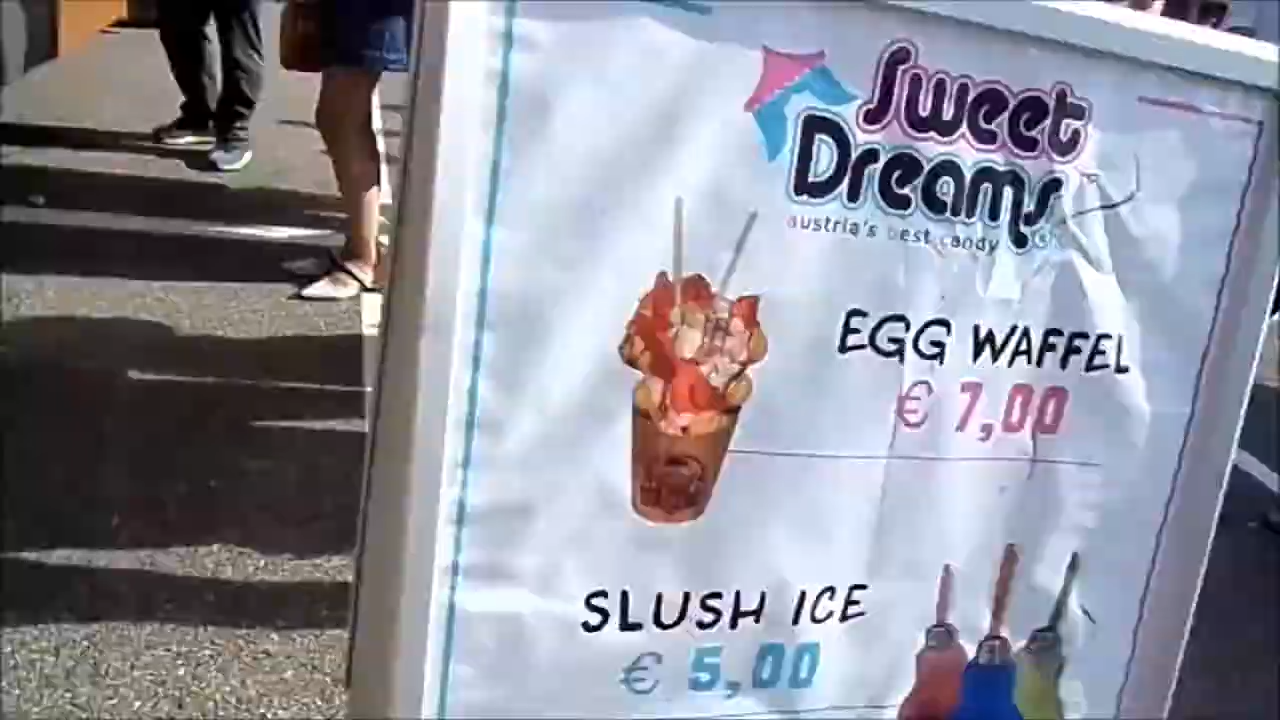 Sweet
Dreams
austria's best candy
EGG WAFFEL
€ 7,00
SLUSH ICE
€ 5,00